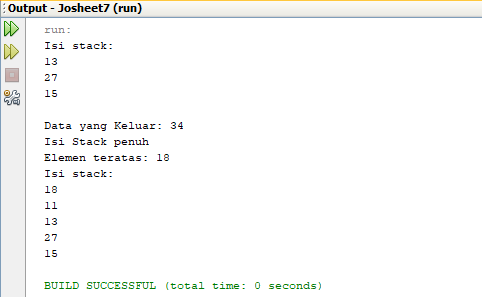 Output - Josheet7 (run)
run:
Isi stack:
13
27
15
Data yang Keluar: 34
Isi Stack penuh
Elemen teratas: 18
Isi stack:
18
11
13
27
15
BUILD SUCCESSFUL (total time: 0 seconds)